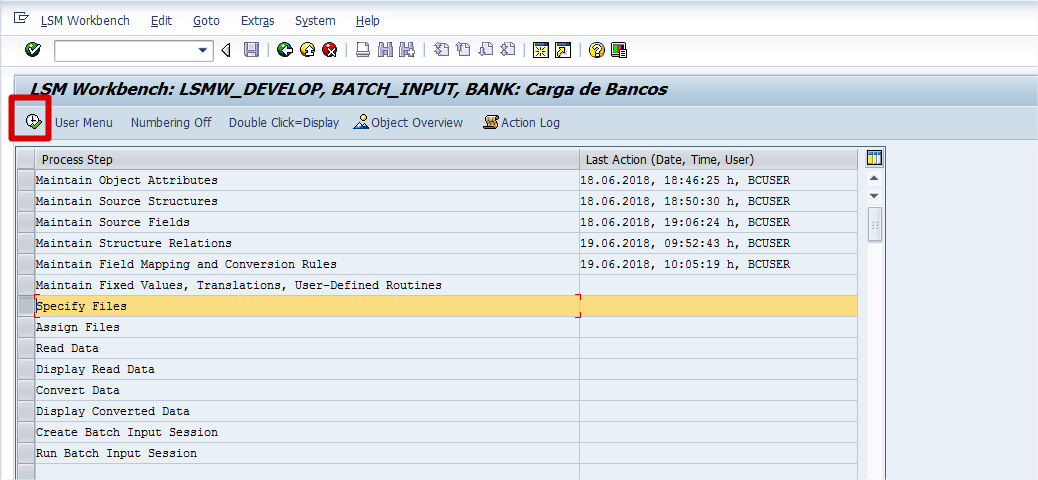 LSM Workbench Edit Goto Extras System Help
LSM Workbench: LSMW_DEVELOP, BATCH_INPUT, BANK: Carga de Bancos
User Menu Numbering Off Double Click=Display Object Overview Action Log
Process Step Last Action (Date, Time, User)
Maintain Object Attributes 18.06.2018, 18:46:25 h, BCUSER
Maintain Source Structures 18.06.2018, 18:50:30 h, BCUSER
Maintain Source Fields 18.06.2018, 19:06:24 h, BCUSER
Maintain Structure Relations 19.06.2018, 09:52:43 h, BCUSER
Maintain Field Mapping and Conversion Rules 19.06.2018, 10:05:19 h, BCUSER
Maintain Fixed Values, Translations, User-Defined Routines
Specify Files
Assign Files
Read Data
Display Read Data
Convert Data
Display Converted Data
Create Batch Input Session
Run Batch Input Session